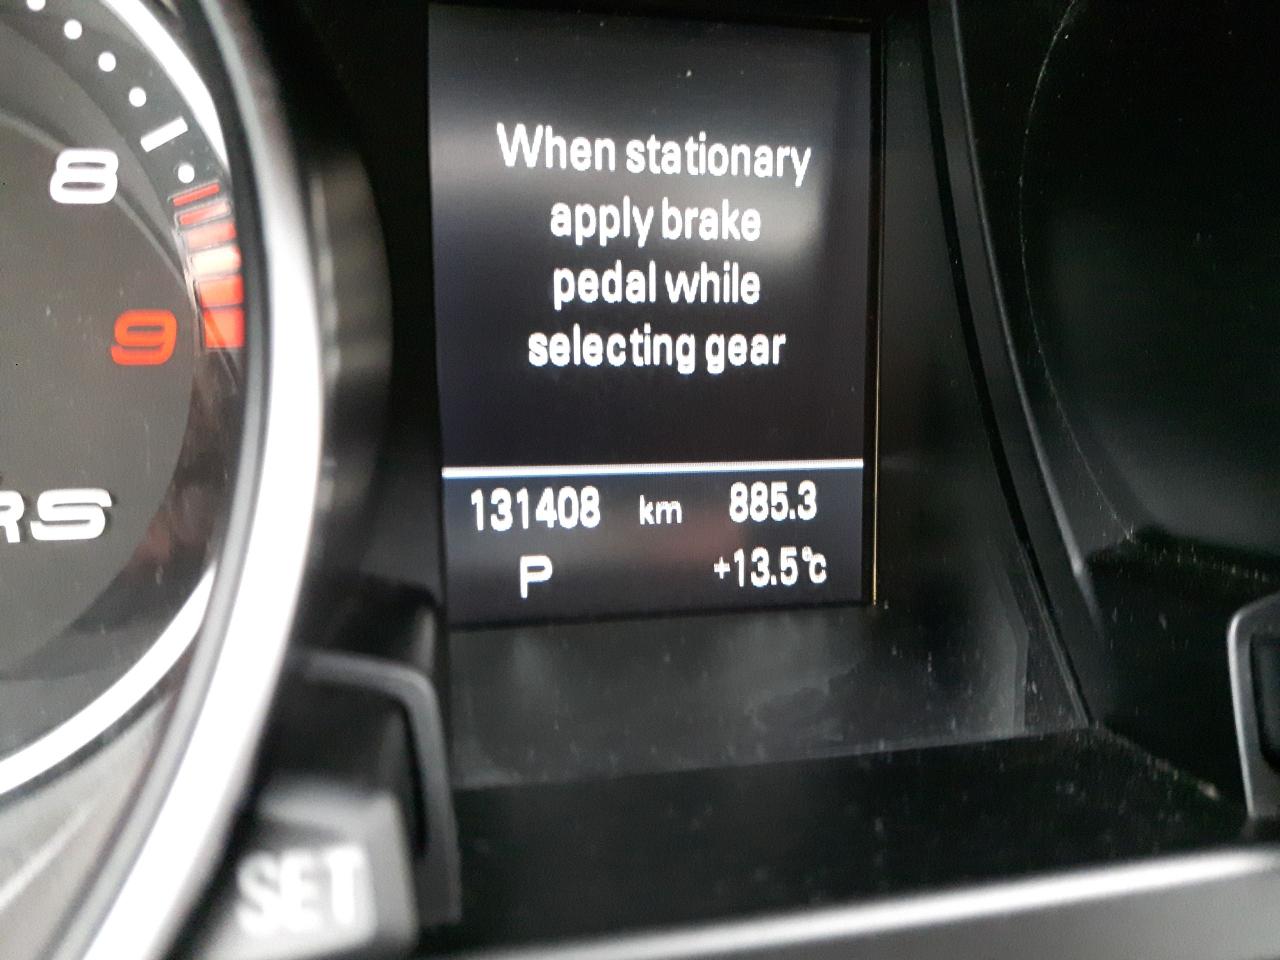 8
9
RS
When stationary
apply brake
pedal while
selecting gear
131408 km 885.3
P +13.5°C
SET